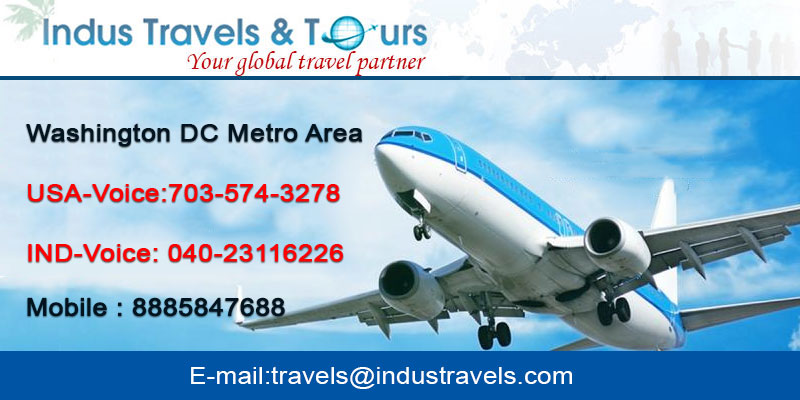 Indus Travels & Tours
Your global travel partner
Washington DC Metro Area
USA-Voice:703-574-3278
IND-Voice: 040-23116226
Mobile : 8885847688
E-mail:travels@industravels.com